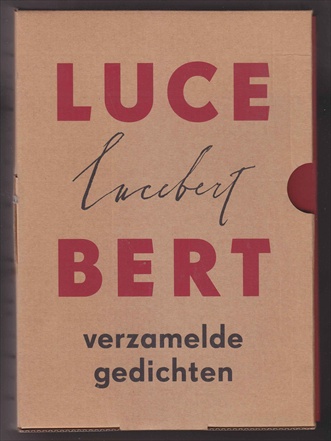 LUCE
Lucebert
BERT
verzamelde
gedichten